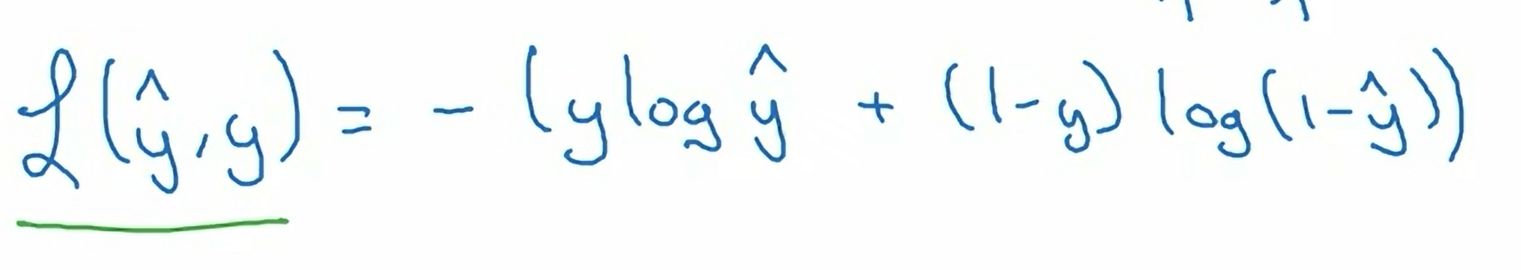 ℒ(ŷ, y) = - (y log ŷ + (1-y) log(1-ŷ))